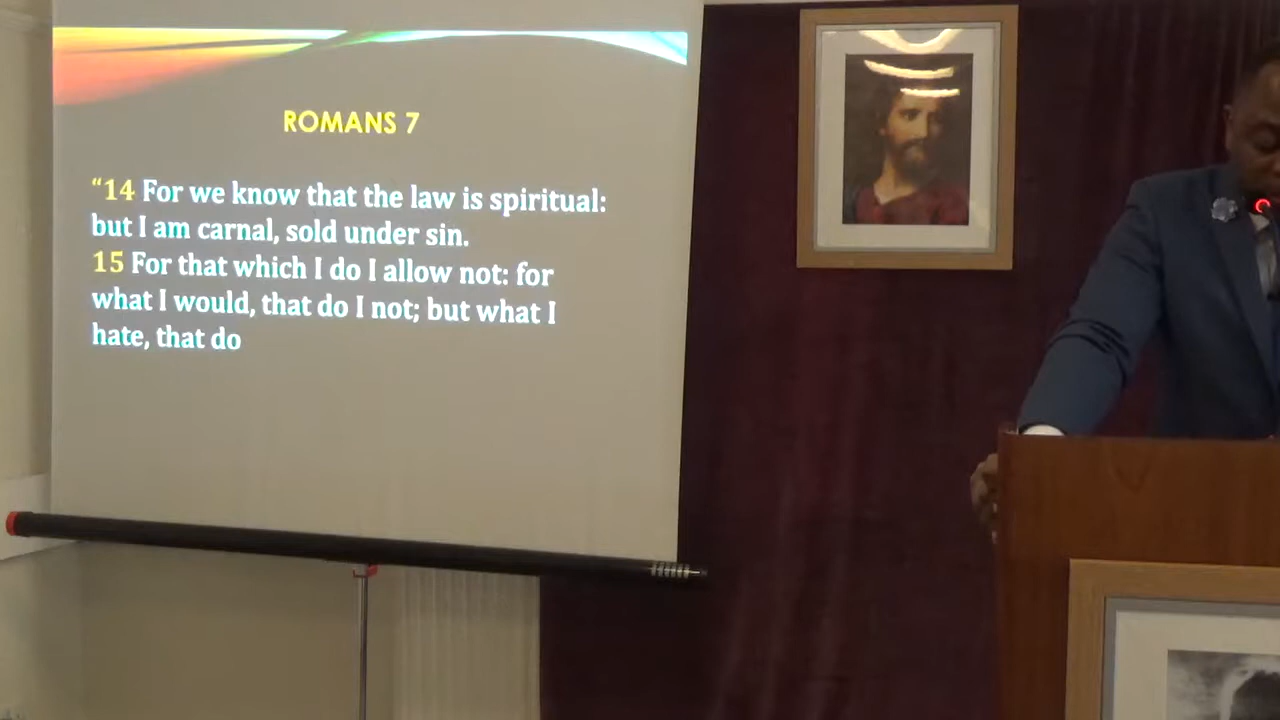 ROMANS 7
“14 For we know that the law is spiritual:
but I am carnal, sold under sin.
15 For that which I do I allow not: for
what I would, that do I not; but what I
hate, that do